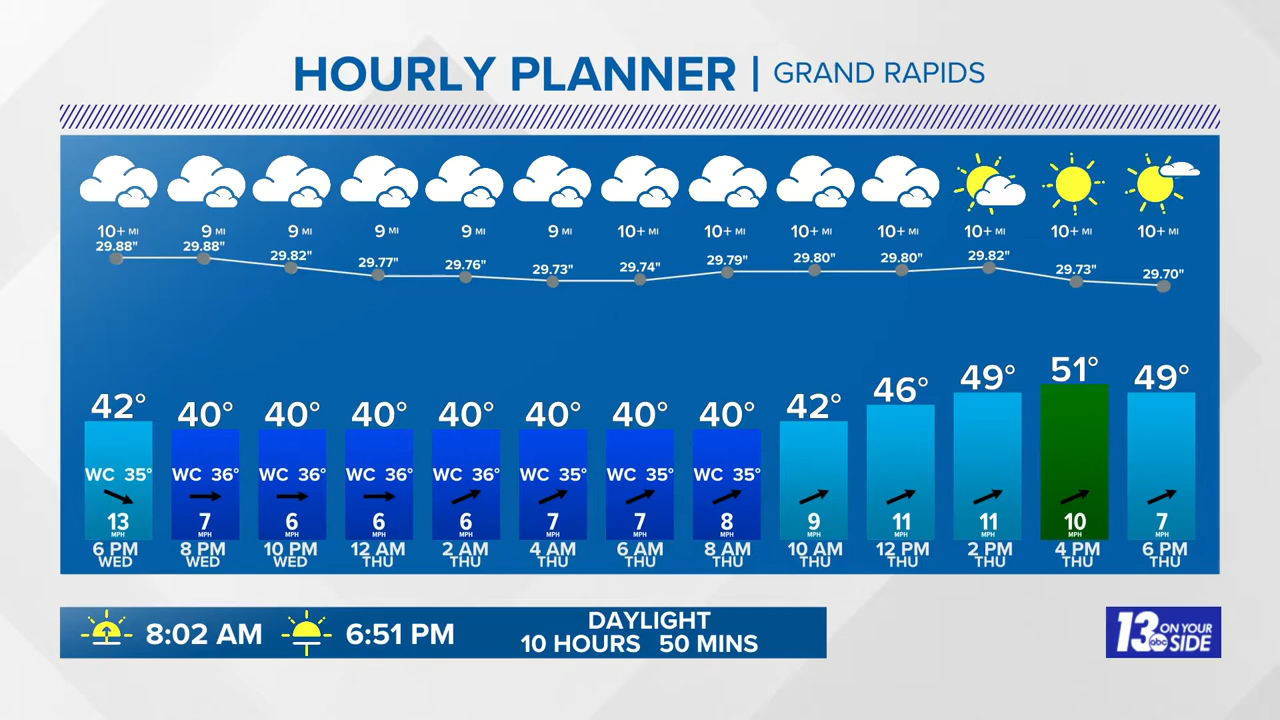 HOURLY PLANNER | GRAND RAPIDS
10+ MI 9 MI 9 MI 9 MI 9 MI 9 MI 10+ MI 10+ MI 10+ MI 10+ MI 10+ MI 10+ MI 10+ MI
29.88" 29.88" 29.82" 29.77" 29.76" 29.73" 29.74" 29.79" 29.80" 29.80" 29.82" 29.73" 29.70"
42° 40° 40° 40° 40° 40° 40° 40° 42° 46° 49° 51° 49°
WC 35° WC 36° WC 36° WC 36° WC 36° WC 35° WC 35° WC 35°
13 7 6 6 6 7 7 8 9 11 11 10 7
MPH MPH MPH MPH MPH MPH MPH MPH MPH MPH MPH MPH MPH
6 PM 8 PM 10 PM 12 AM 2 AM 4 AM 6 AM 8 AM 10 AM 12 PM 2 PM 4 PM 6 PM
WED WED WED THU THU THU THU THU THU THU THU THU THU
8:02 AM 6:51 PM
DAYLIGHT
10 HOURS 50 MINS
13 abc ON YOUR
SIDE